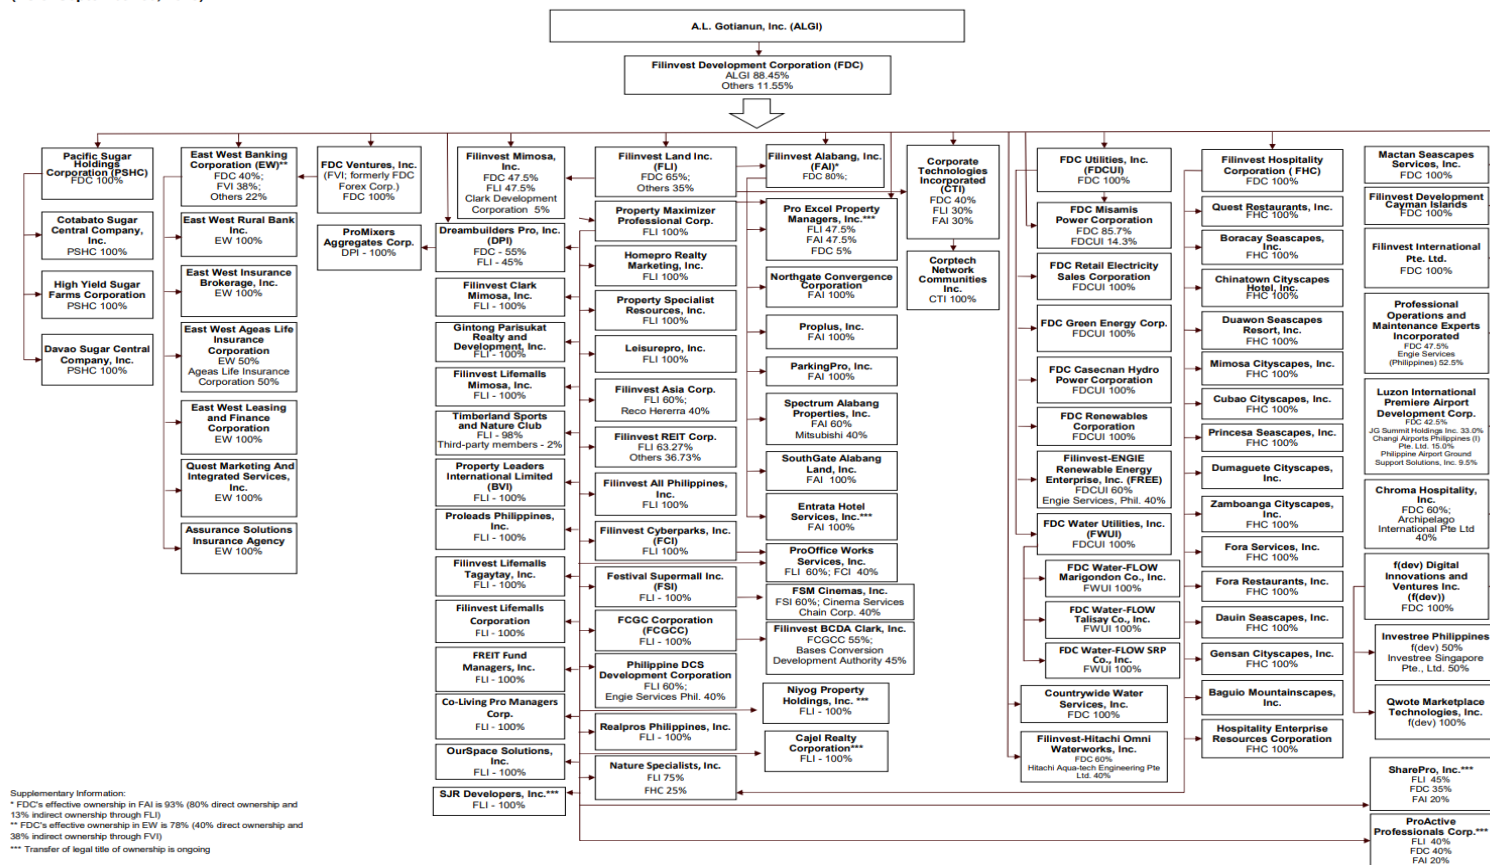 A.L. Gotianun, Inc. (ALGI)
Filinvest Development Corporation (FDC)
ALGI 88.45%
Others 11.55%
Pacific Sugar
Holdings
Corporation (PSHC)
FDC 100%
Cotabato Sugar
Central Company,
Inc.
PSHC 100%
High Yield Sugar
Farms Corporation
PSHC 100%
Davao Sugar Central
Company, Inc.
PSHC 100%
East West Banking
Corporation (EW)**
FDC 40%;
FVI 38%;
Others 22%
East West Rural Bank
Inc.
EW 100%
East West Insurance
Brokerage, Inc.
EW 100%
East West Ageas Life
Insurance
Corporation
EW 50%
Ageas Life Insurance
Corporation 50%
East West Leasing
and Finance
Corporation
EW 100%
Quest Marketing And
Integrated Services,
Inc.
EW 100%
Assurance Solutions
Insurance Agency
EW 100%
FDC Ventures, Inc.
(FVI; formerly FDC
Forex Corp.)
FDC 100%
ProMixers
Aggregates Corp.
DPI - 100%
Filinvest Mimosa,
Inc.
FDC 47.5%
FLI 47.5%
Clark Development
Corporation 5%
Dreambuilders Pro, Inc.
(DPI)
FDC - 55%
FLI - 45%
Filinvest Clark
Mimosa, Inc.
FLI - 100%
Gintong Parisukat
Realty and
Development, Inc.
FLI - 100%
Filinvest Lifemalls
Mimosa, Inc.
FLI - 100%
Timberland Sports
and Nature Club
FLI - 98%
Third-party members - 2%
Property Leaders
International Limited
(BVI)
FLI - 100%
Proleads Philippines,
Inc.
FLI - 100%
Filinvest Lifemalls
Tagaytay, Inc.
FLI - 100%
Filinvest Lifemalls
Corporation
FLI - 100%
FREIT Fund
Managers, Inc.
FLI - 100%
Co-Living Pro Managers
Corp.
FLI - 100%
OurSpace Solutions,
Inc.
FLI - 100%
SJR Developers, Inc.***
FLI - 100%
Filinvest Land Inc.
(FLI)
FDC 65%;
Others 35%
Property Maximizer
Professional Corp.
FLI 100%
Homepro Realty
Marketing, Inc.
FLI 100%
Property Specialist
Resources, Inc.
FLI 100%
Leisurepro, Inc.
FLI 100%
Filinvest Asia Corp.
FLI 60%;
Reco Hererra 40%
Filinvest REIT Corp.
FLI 63.27%
Others 36.73%
Filinvest All Philippines,
Inc.
FLI 100%
Filinvest Cyberparks, Inc.
(FCI)
FLI 100%
Festival Supermall Inc.
(FSI)
FLI - 100%
FCGC Corporation
(FCGCC)
FLI - 100%
Philippine DCS
Development Corporation
FLI 60%;
Engie Services Phil. 40%
Realpros Philippines, Inc.
FLI - 100%
Nature Specialists, Inc.
FLI 75%
FHC 25%
Filinvest Alabang, Inc.
(FAI)*
FDC 80%;
Pro Excel Property
Managers, Inc.***
FLI 47.5%
FAI 47.5%
FDC 5%
Northgate Convergence
Corporation
FAI 100%
Proplus, Inc.
FAI 100%
ParkingPro, Inc.
FAI 100%
Spectrum Alabang
Properties, Inc.
FAI 60%
Mitsubishi 40%
SouthGate Alabang
Land, Inc.
FAI 100%
Entrata Hotel
Services, Inc.***
FAI 100%
ProOffice Works
Services, Inc.
FLI 60%; FCI 40%
FSM Cinemas, Inc.
FSI 60%; Cinema Services
Chain Corp. 40%
Filinvest BCDA Clark, Inc.
FCGCC 55%;
Bases Conversion
Development Authority 45%
Niyog Property
Holdings, Inc. ***
FLI - 100%
Cajel Realty
Corporation***
FLI - 100%
Corporate
Technologies
Incorporated
(CTI)
FDC 40%
FLI 30%
FAI 30%
Corptech
Network
Communities
Inc.
CTI 100%
FDC Utilities, Inc.
(FDCUI)
FDC 100%
FDC Misamis
Power Corporation
FDC 85.7%
FDCUI 14.3%
FDC Retail Electricity
Sales Corporation
FDCUI 100%
FDC Green Energy Corp.
FDCUI 100%
FDC Casecnan Hydro
Power Corporation
FDCUI 100%
FDC Renewables
Corporation
FDCUI 100%
Filinvest-ENGIE
Renewable Energy
Enterprise, Inc. (FREE)
FDCUI 60%
Engie Services, Phil. 40%
FDC Water Utilities, Inc.
(FWUI)
FDCUI 100%
FDC Water-FLOW
Marigondon Co., Inc.
FWUI 100%
FDC Water-FLOW
Talisay Co., Inc.
FWUI 100%
FDC Water-FLOW SRP
Co., Inc.
FWUI 100%
Countrywide Water
Services, Inc.
FDC 100%
Filinvest-Hitachi Omni
Waterworks, Inc.
FDC 60%
Hitachi Aqua-tech Engineering Pte
Ltd. 40%
Filinvest Hospitality
Corporation ( FHC)
FDC 100%
Quest Restaurants, Inc.
FHC 100%
Boracay Seascapes,
Inc.
FHC 100%
Chinatown Cityscapes
Hotel, Inc.
FHC 100%
Duawon Seascapes
Resort, Inc.
FHC 100%
Mimosa Cityscapes, Inc.
FHC 100%
Cubao Cityscapes, Inc.
FHC 100%
Princesa Seascapes, Inc.
FHC 100%
Dumaguete Cityscapes,
Inc.
Zamboanga Cityscapes,
Inc.
FHC 100%
Fora Services, Inc.
FHC 100%
Fora Restaurants, Inc.
FHC 100%
Dauin Seascapes, Inc.
FHC 100%
Gensan Cityscapes, Inc.
FHC 100%
Baguio Mountainscapes,
Inc.
Hospitality Enterprise
Resources Corporation
FHC 100%
Mactan Seascapes
Services, Inc.
FDC 100%
Filinvest Development
Cayman Islands
FDC 100%
Filinvest International
Pte. Ltd.
FDC 100%
Professional
Operations and
Maintenance Experts
Incorporated
FDC 47.5%
Engie Services
(Philippines) 52.5%
Luzon International
Premiere Airport
Development Corp.
FDC 42.5%
JG Summit Holdings Inc. 33.0%
Changi Airports Philippines (I)
Pte. Ltd. 15.0%
Philippine Airport Ground
Support Solutions, Inc. 9.5%
Chroma Hospitality,
Inc.
FDC 60%;
Archipelago
International Pte Ltd
40%
f(dev) Digital
Innovations and
Ventures Inc.
(f(dev))
FDC 100%
Investree Philippines
f(dev) 50%
Investree Singapore
Pte., Ltd. 50%
Qwote Marketplace
Technologies, Inc.
f(dev) 100%
SharePro, Inc.***
FLI 45%
FDC 35%
FAI 20%
ProActive
Professionals Corp.***
FLI 40%
FDC 40%
FAI 20%
Supplementary Information:
* FDC's effective ownership in FAI is 93% (80% direct ownership and
13% indirect ownership through FLI)
** FDC's effective ownership in EW is 78% (40% direct ownership and
38% indirect ownership through FVI)
*** Transfer of legal title of ownership is ongoing